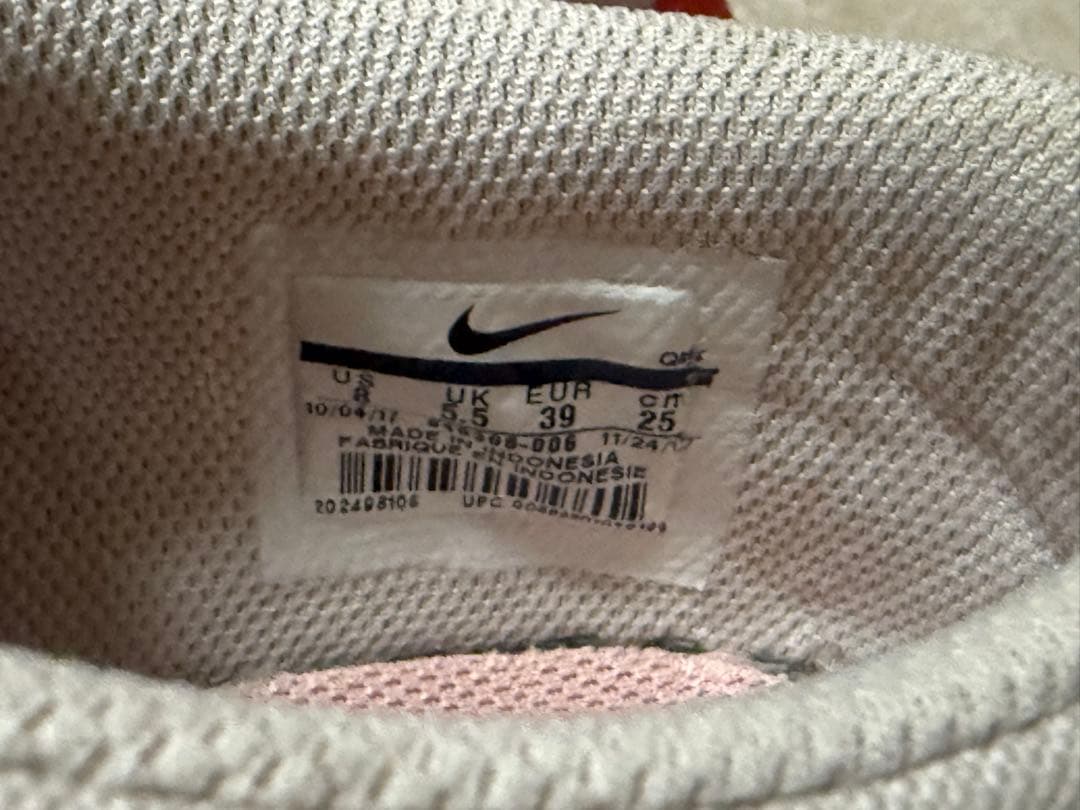 US UK EUR cm
8 5.5 39 25
10/04/17 11/24/17
-006
MADE IN INDONESIA
FABRIQUE EN INDONESIE
202498106 UPC